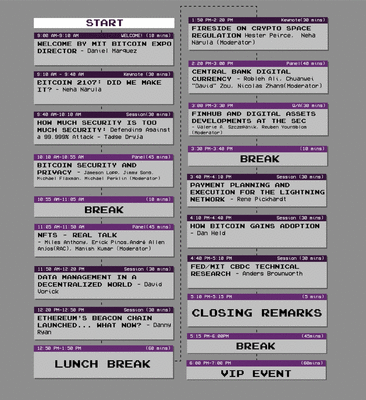 START
9:00 AM-9:10 AM WELCOME! (10 mins)
WELCOME BY MIT BITCOIN EXPO
DIRECTOR - Daniel Marquez
9:10 AM - 9:40 AM Keynote (30 mins)
BITCOIN 2107: DID WE MAKE
IT? - Neha Narula
9:40 AM-10:10 AM Session(30 mins)
HOW MUCH SECURITY IS TOO
MUCH SECURITY: Defending Against
a 99.999% Attack - Tadge Dryja
10:10 AM-10:55 AM Panel(45 mins)
BITCOIN SECURITY AND
PRIVACY - Jameson Lopp, Jimmy Song,
Michael Flaxman, Michael Perklin (Moderator)
10:55 AM-11:05 AM (10 mins)
BREAK
11:05 AM-11:50 AM Panel(45 mins)
NFTS - REAL TALK
- Miles Anthony, Erick Pinos, André Allen
Anjos(RAC), Manish Kumar (Moderator)
11:50 AM-12:20 PM Session (30 mins)
DATA MANAGEMENT IN A
DECENTRALIZED WORLD - David
Vorick
12:20 PM-12:50 PM Session (30 mins)
ETHEREUM'S BEACON CHAIN
LAUNCHED... WHAT NOW? - Danny
Ryan
12:50 PM-1:50 PM (60 mins)
LUNCH BREAK
1:50 PM-2:20 PM Keynote(30 mins)
FIRESIDE ON CRYPTO SPACE
REGULATION Hester Peirce, Neha
Narula (Moderator)
2:20 PM-3:00 PM Panel(40 mins)
CENTRAL BANK DIGITAL
CURRENCY - Robleh Ali, Chuanwei
"David" Zou, Nicolas Zhang(Moderator)
3:00 PM-3:30 PM (30 mins)
FINHUB AND DIGITAL ASSETS
DEVELOPMENTS AT THE SEC
- Valerie A. Szczepanik, Reuben Youngblom
(Moderator)
3:30 PM-3:40 PM (10 mins)
BREAK
3:40 PM-4:10 PM Session (30 mins)
PAYMENT PLANNING AND
EXECUTION FOR THE LIGHTNING
NETWORK - Rene Pickhardt
4:10 PM-4:40 PM Session (30 mins)
HOW BITCOIN GAINS ADOPTION
- Dan Held
4:40 PM-5:10 PM Session (30 mins)
FED/MIT CBDC TECHNICAL
RESEARCH - Anders Brownworth
5:10 PM-5:15 PM (5 mins)
CLOSING REMARKS
5:15 PM-6:00PM (45mins)
BREAK
6:00 PM-7:00 PM (60mins)
VIP EVENT